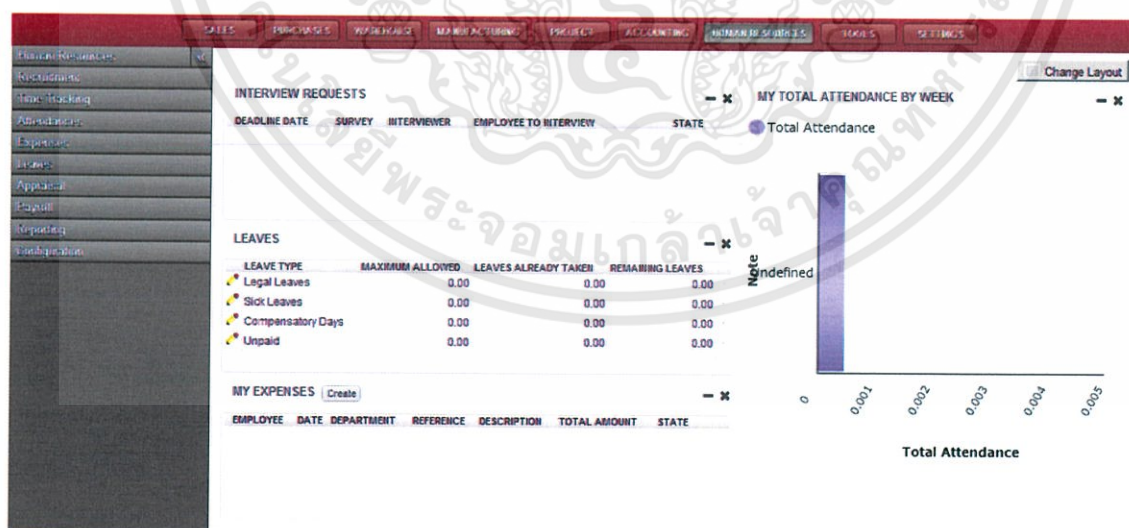 SALES PURCHASES WAREHOUSE MANUFACTURING PROJECT ACCOUNTING HUMAN RESOURCES TOOLS SETTINGS
Human Resources
Recruitment
Time Tracking
Attendances
Expenses
Leaves
Appraisal
Payroll
Reporting
Configuration
Change Layout
INTERVIEW REQUESTS
DEADLINE DATE SURVEY INTERVIEWER EMPLOYEE TO INTERVIEW STATE
LEAVES
LEAVE TYPE MAXIMUM ALLOWED LEAVES ALREADY TAKEN REMAINING LEAVES
Legal Leaves 0.00 0.00 0.00
Sick Leaves 0.00 0.00 0.00
Compensatory Days 0.00 0.00 0.00
Unpaid 0.00 0.00 0.00
MY EXPENSES Create
EMPLOYEE DATE DEPARTMENT REFERENCE DESCRIPTION TOTAL AMOUNT STATE
MY TOTAL ATTENDANCE BY WEEK
Total Attendance
Note
Undefined
0 0.001 0.002 0.003 0.004 0.005
Total Attendance